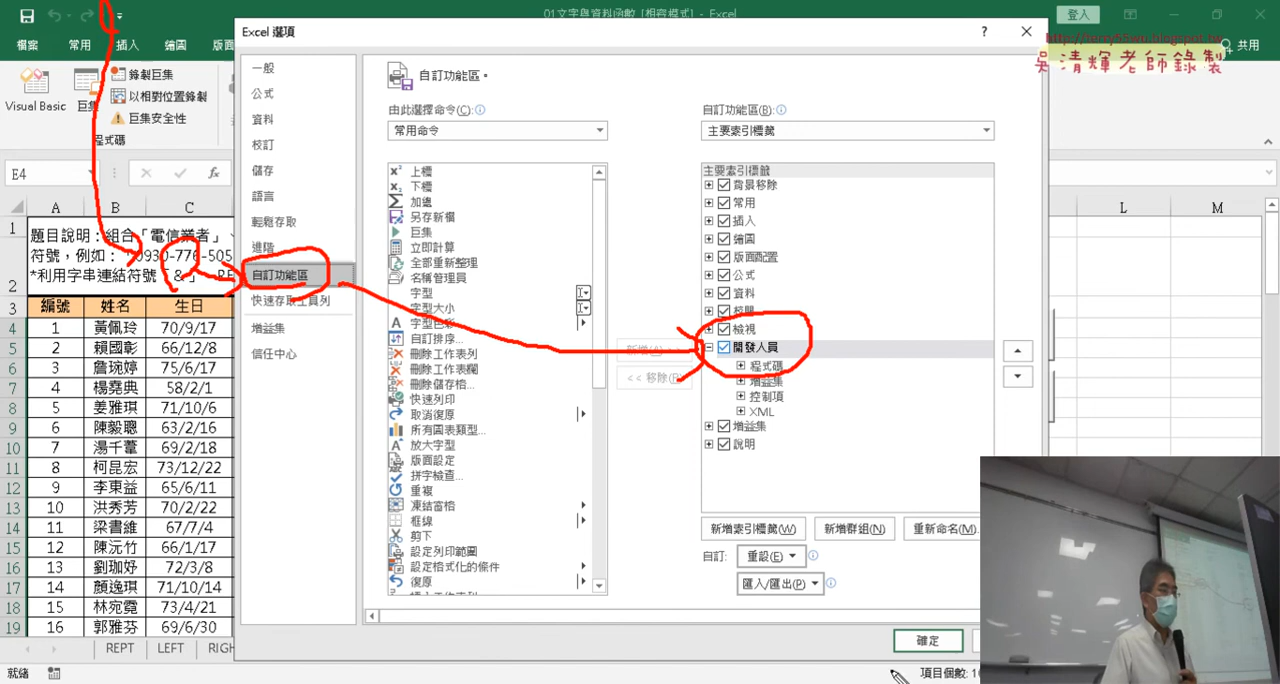 01文字與資料函數 [相容模式] - Excel
登入
檔案
常用
插入
繪圖
版面
共用
http://terry55wu.blogspot.tw
吳清輝老師錄製
Visual Basic
巨集
錄製巨集
以相對位置錄製
巨集安全性
程式碼
E4
fx
Excel 選項
?
一般
公式
資料
校訂
儲存
語言
輕鬆存取
進階
自訂功能區
快速存取工具列
增益集
信任中心
自訂功能區。
由此選擇命令(C):
常用命令
上標
下標
加總
另存新檔
巨集
立即計算
全部重新整理
名稱管理員
字型
字型大小
字型色彩
自訂排序...
刪除工作表列
刪除工作表欄
刪除儲存格...
快速列印
取消復原
所有圖表類型...
放大字型
版面設定
拼字檢查...
重複
凍結窗格
框線
剪下
設定列印範圍
設定格式化的條件
復原
新增(A) >>
<< 移除(R)
自訂功能區(B):
主要索引標籤
主要索引標籤
背景移除
常用
插入
繪圖
版面配置
公式
資料
校閱
檢視
開發人員
程式碼
增益集
控制項
XML
增益集
說明
新增索引標籤(W)
新增群組(N)
重新命名(M)...
自訂:
重設(E)
匯入/匯出(P)
確定
A B C L M
1 題目說明：組合「電信業者」、
符號，例如：「0930-776-505
2 *利用字串連結符號「&」、RE
3 編號 姓名 生日
4 1 黃佩玲 70/9/17
5 2 賴國彰 66/12/8
6 3 詹琬婷 75/6/17
7 4 楊堯典 58/2/1
8 5 姜雅琪 71/10/6
9 6 陳毅聰 63/2/16
10 7 湯千葦 69/2/18
11 8 柯昆宏 73/12/22
12 9 李東益 65/6/11
13 10 洪秀芳 70/2/22
14 11 梁書維 67/7/4
15 12 陳沅竹 66/1/17
16 13 劉珈妤 72/3/8
17 14 顏逸琪 71/10/14
18 15 林宛霓 73/4/21
19 16 郭雅芬 69/6/30
REPT
LEFT
RIGH
就緒
項目個數: 1